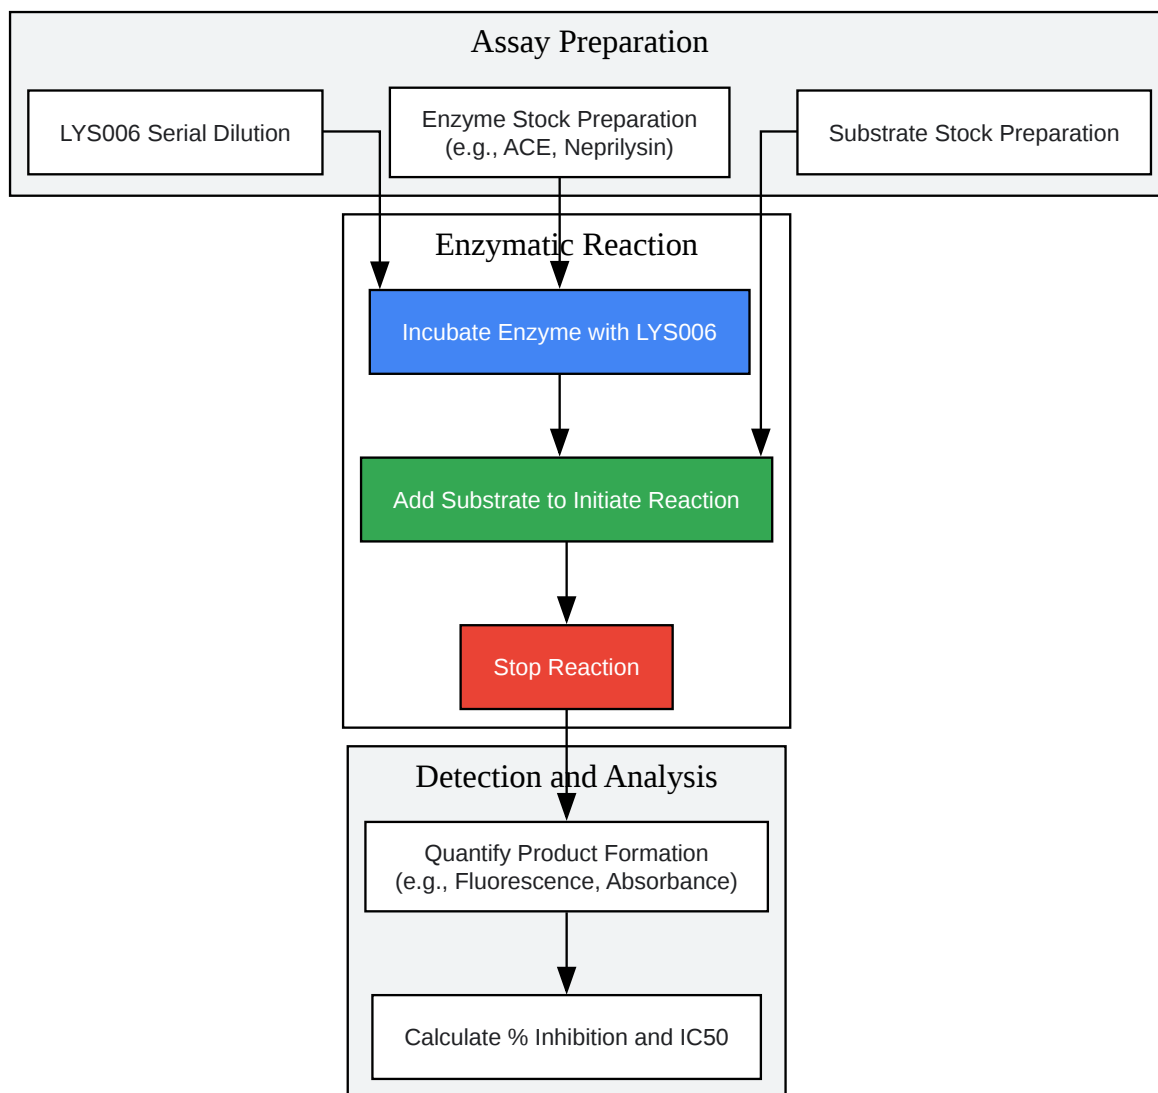 Assay Preparation
LYS006 Serial Dilution
Enzyme Stock Preparation
(e.g., ACE, Neprilysin)
Substrate Stock Preparation
Enzymatic Reaction
Incubate Enzyme with LYS006
Add Substrate to Initiate Reaction
Stop Reaction
Detection and Analysis
Quantify Product Formation
(e.g., Fluorescence, Absorbance)
Calculate % Inhibition and IC50